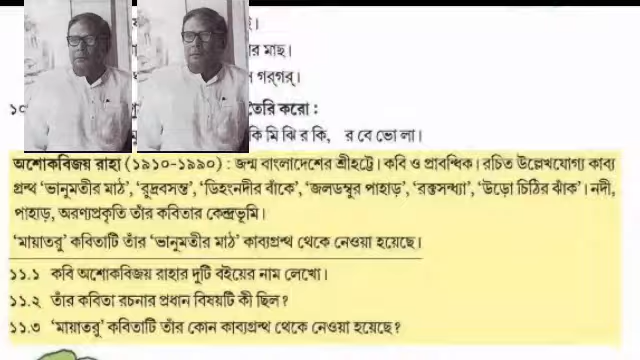 ই।
র মাছ।
গর্‌গর্।
১০ তৈরি করো :
কি মি ঝি র কি, র বে ভো লা।
অশোকবিজয় রাহা (১৯১০-১৯৯০) : জন্ম বাংলাদেশের শ্রীহট্টে। কবি ও প্রাবন্ধিক। রচিত উল্লেখযোগ্য কাব্য
গ্রন্থ 'ভানুমতীর মাঠ', 'রুদ্রবসন্ত', 'ডিহংনদীর বাঁকে', 'জলডম্বুর পাহাড়', 'রক্তসন্ধ্যা', 'উড়ো চিঠির ঝাঁক'। নদী,
পাহাড়, অরণ্যপ্রকৃতি তাঁর কবিতার কেন্দ্রভূমি।
'মায়াতরু' কবিতাটি তাঁর 'ভানুমতীর মাঠ' কাব্যগ্রন্থ থেকে নেওয়া হয়েছে।
১১.১ কবি অশোকবিজয় রাহার দুটি বইয়ের নাম লেখো।
১১.২ তাঁর কবিতা রচনার প্রধান বিষয়টি কী ছিল?
১১.৩ 'মায়াতরু' কবিতাটি তাঁর কোন কাব্যগ্রন্থ থেকে নেওয়া হয়েছে?